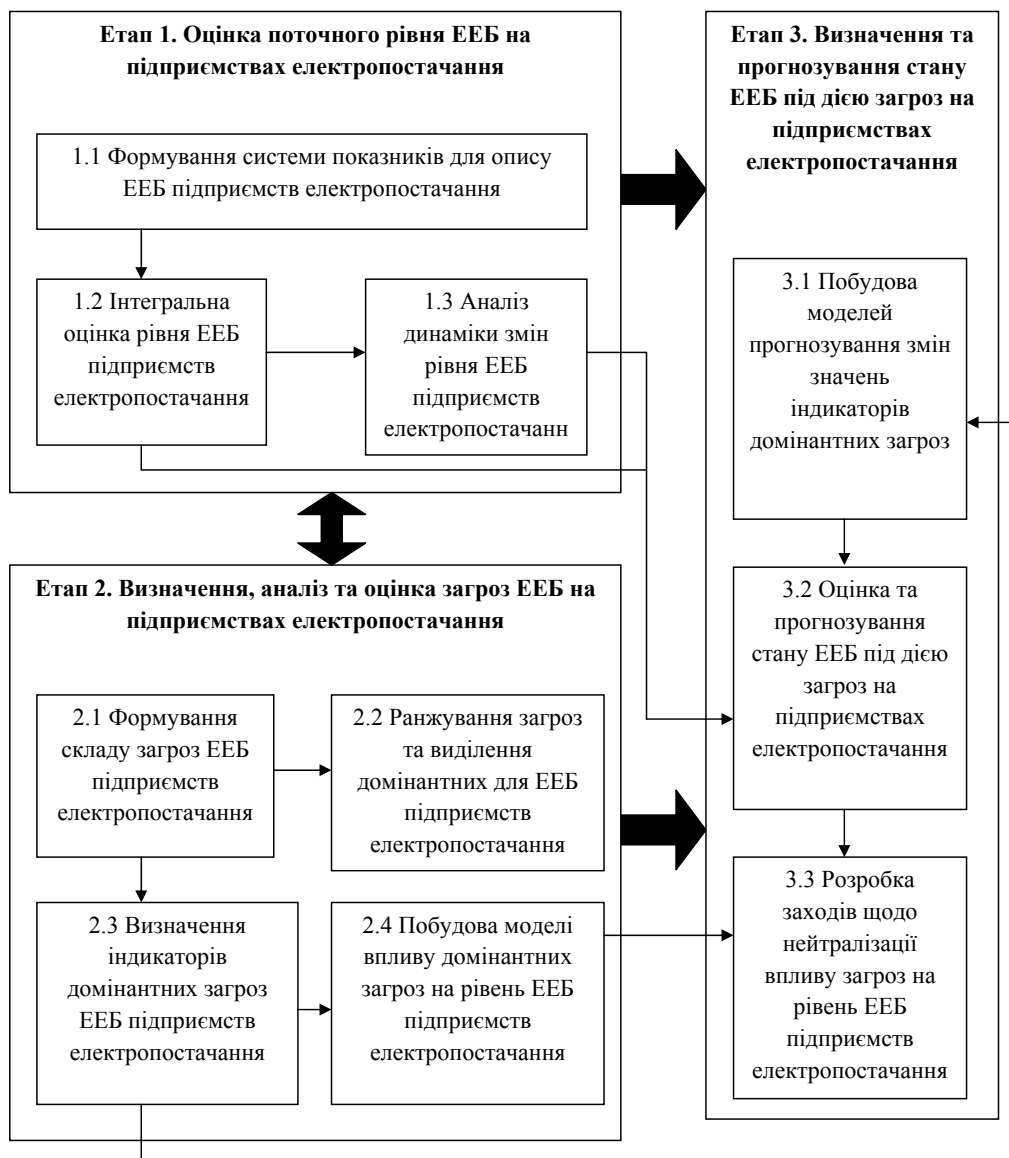 Етап 1. Оцінка поточного рівня ЕЕБ на
підприємствах електропостачання
1.1 Формування системи показників для опису
ЕЕБ підприємств електропостачання
1.2 Інтегральна
оцінка рівня ЕЕБ
підприємств
електропостачання
1.3 Аналіз
динаміки змін
рівня ЕЕБ
підприємств
електропостачанн
Етап 2. Визначення, аналіз та оцінка загроз ЕЕБ на
підприємствах електропостачання
2.1 Формування
складу загроз ЕЕБ
підприємств
електропостачання
2.2 Ранжування загроз
та виділення
домінантних для ЕЕБ
підприємств
електропостачання
2.3 Визначення
індикаторів
домінантних загроз
ЕЕБ підприємств
електропостачання
2.4 Побудова моделі
впливу домінантних
загроз на рівень ЕЕБ
підприємств
електропостачання
Етап 3. Визначення та
прогнозування стану
ЕЕБ під дією загроз на
підприємствах
електропостачання
3.1 Побудова
моделей
прогнозування змін
значень
індикаторів
домінантних загроз
3.2 Оцінка та
прогнозування
стану ЕЕБ під дією
загроз на
підприємствах
електропостачання
3.3 Розробка
заходів щодо
нейтралізації
впливу загроз на
рівень ЕЕБ
підприємств
електропостачання